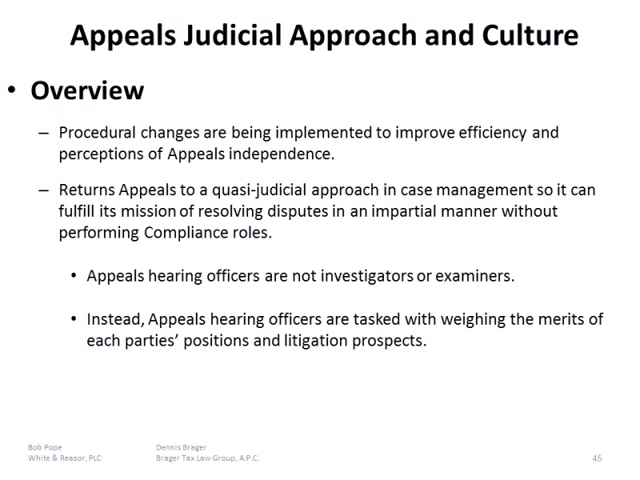 Appeals Judicial Approach and Culture
• Overview
– Procedural changes are being implemented to improve efficiency and
perceptions of Appeals independence.
– Returns Appeals to a quasi-judicial approach in case management so it can
fulfill its mission of resolving disputes in an impartial manner without
performing Compliance roles.
• Appeals hearing officers are not investigators or examiners.
• Instead, Appeals hearing officers are tasked with weighing the merits of
each parties’ positions and litigation prospects.
Bob Pope
White & Reasor, PLC
Dennis Brager
Brager Tax Law Group, A.P.C.
45